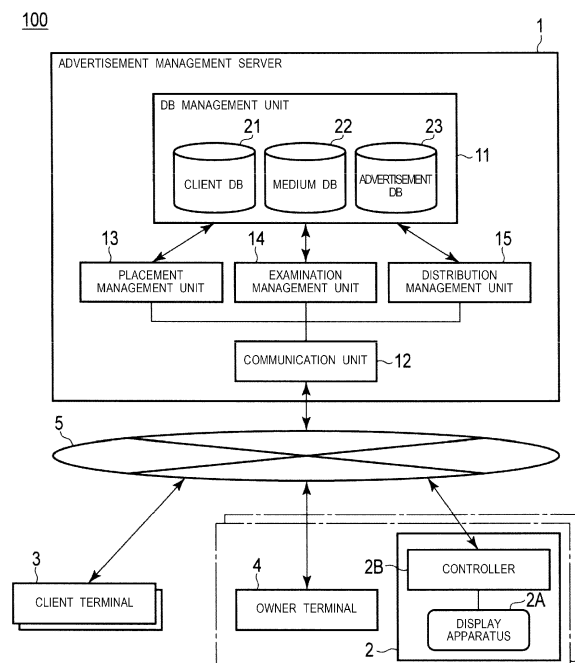 100
1
ADVERTISEMENT MANAGEMENT SERVER
DB MANAGEMENT UNIT
21
22
23
11
CLIENT DB
MEDIUM DB
ADVERTISEMENT
DB
13
14
15
PLACEMENT
MANAGEMENT UNIT
EXAMINATION
MANAGEMENT UNIT
DISTRIBUTION
MANAGEMENT UNIT
COMMUNICATION UNIT
12
5
3
CLIENT TERMINAL
4
OWNER TERMINAL
2B
CONTROLLER
2A
DISPLAY
APPARATUS
2